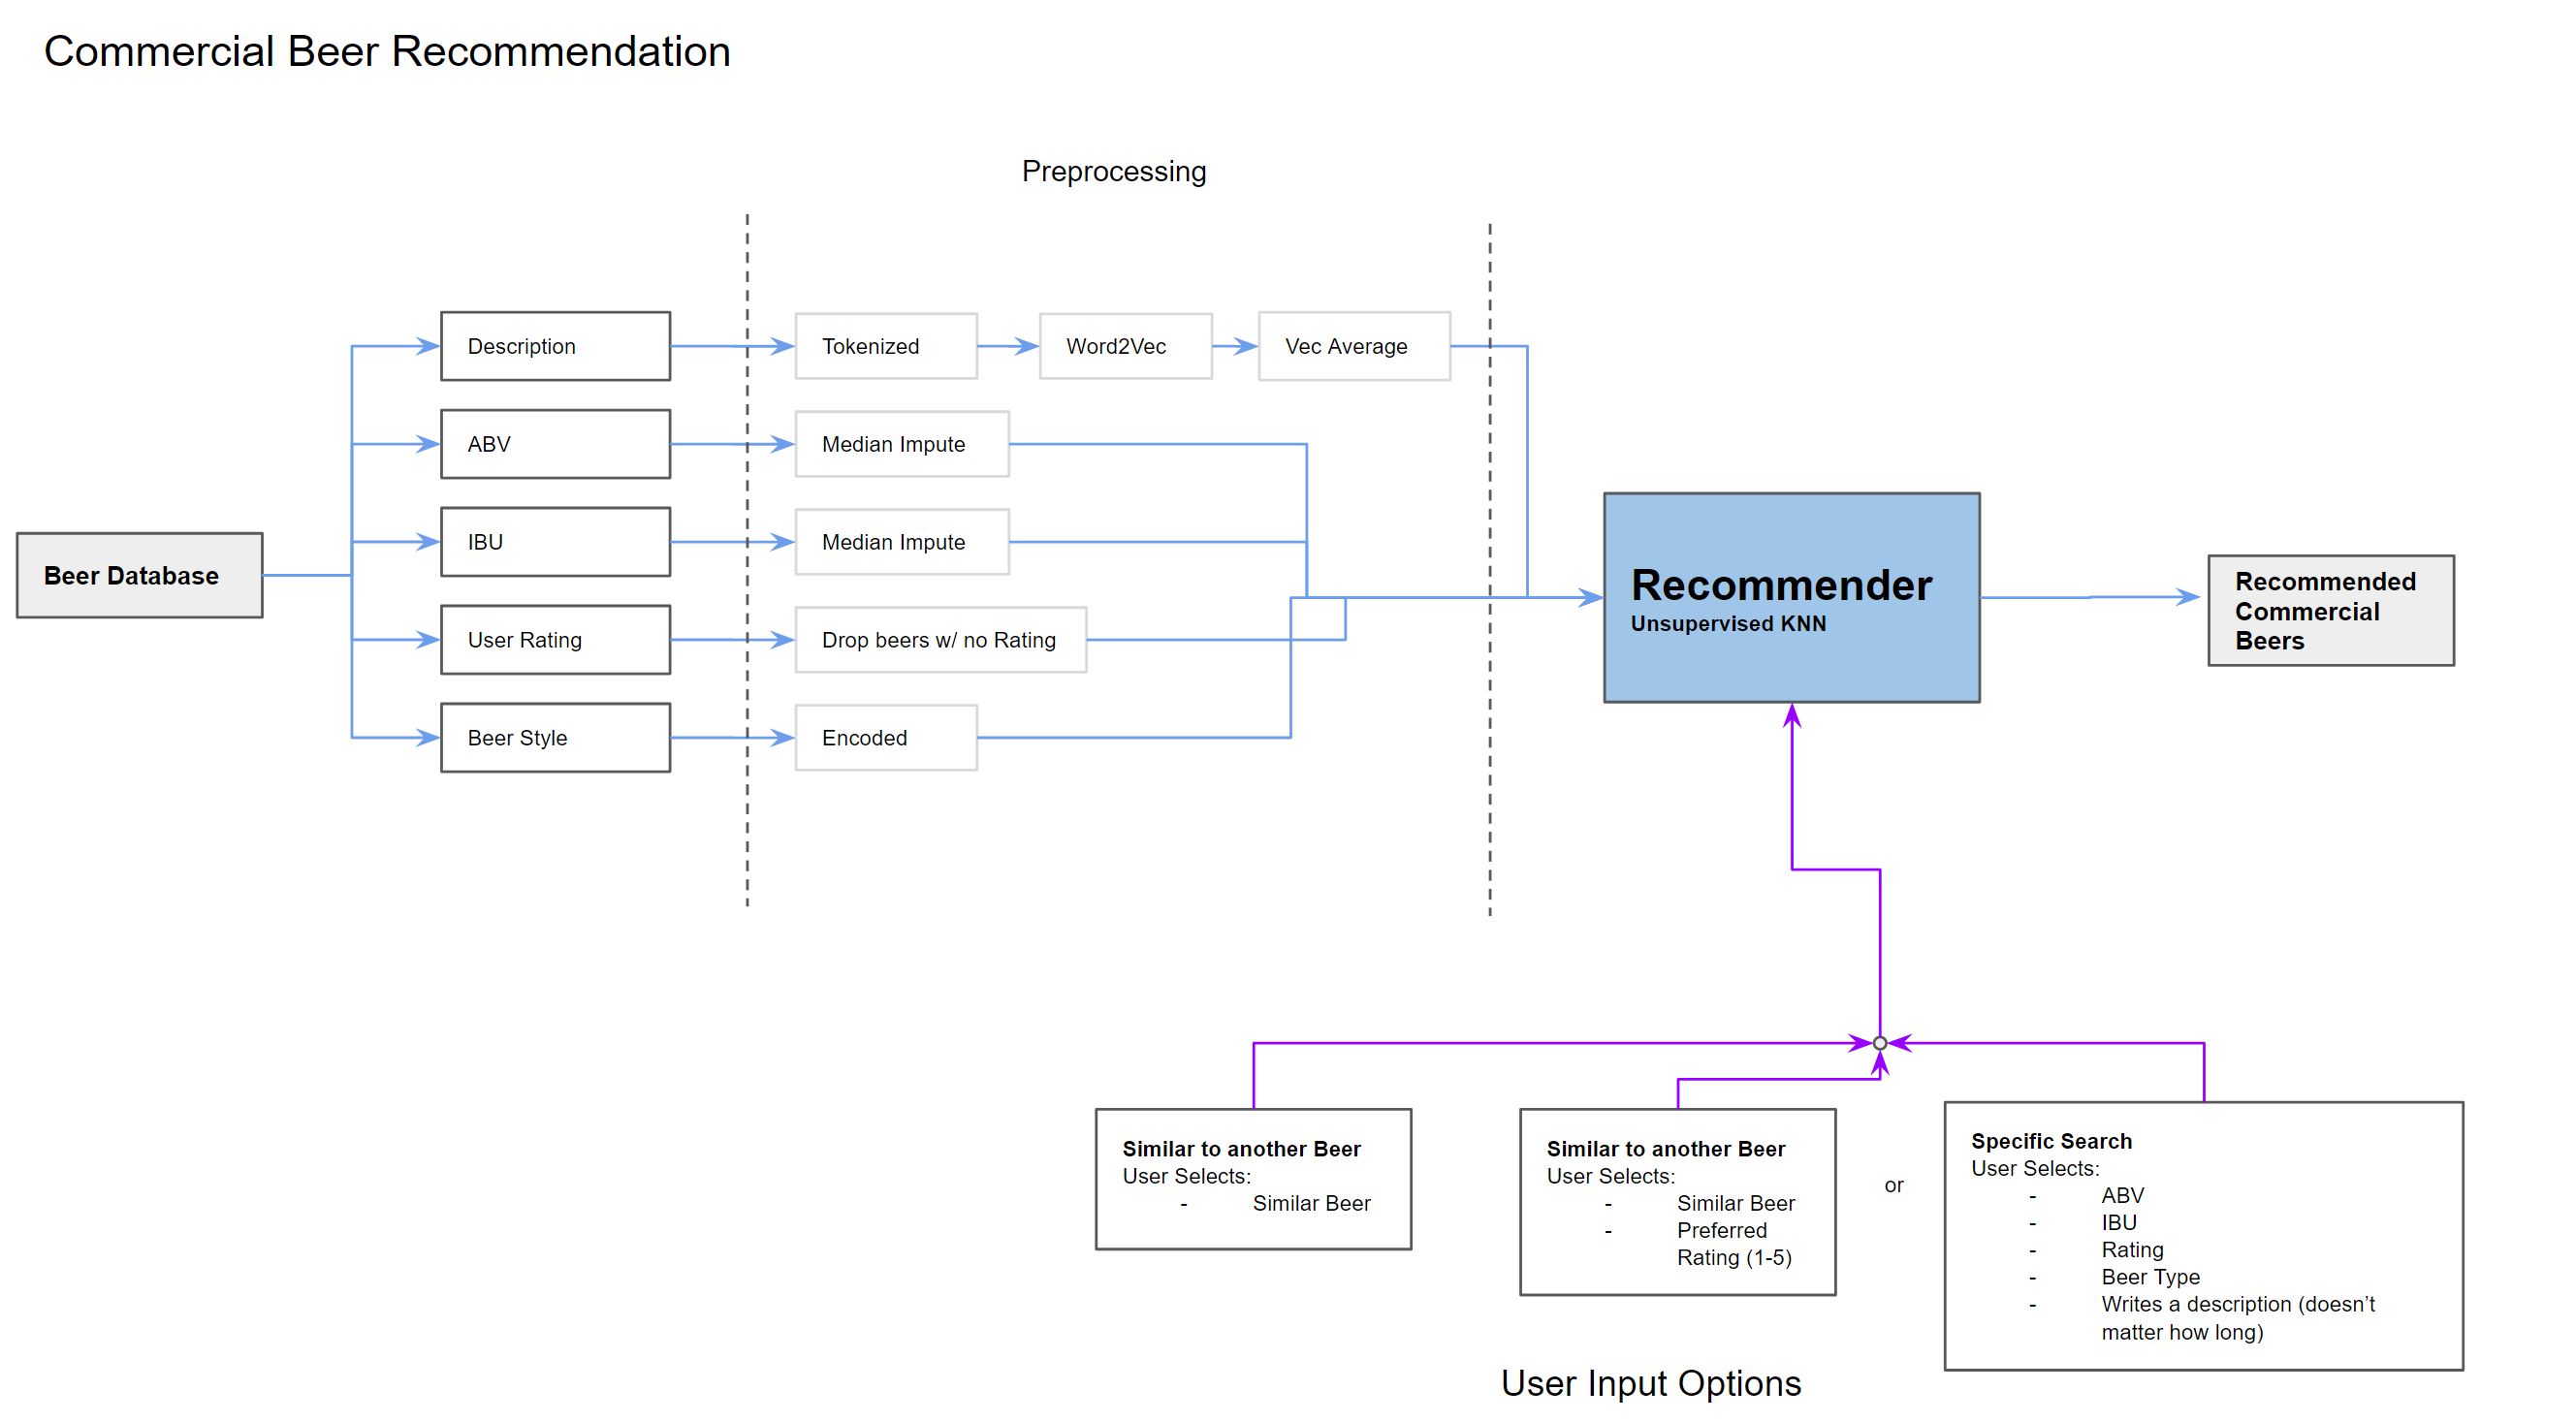 Commercial Beer Recommendation
Preprocessing
Description
Tokenized
Word2Vec
Vec Average
ABV
Median Impute
IBU
Median Impute
Beer Database
User Rating
Drop beers w/ no Rating
Beer Style
Encoded
Recommender
Unsupervised KNN
Recommended
Commercial
Beers
Similar to another Beer
User Selects:
- Similar Beer
Similar to another Beer
User Selects:
- Similar Beer
- Preferred
Rating (1-5)
or
Specific Search
User Selects:
- ABV
- IBU
- Rating
- Beer Type
- Writes a description (doesn’t
matter how long)
User Input Options